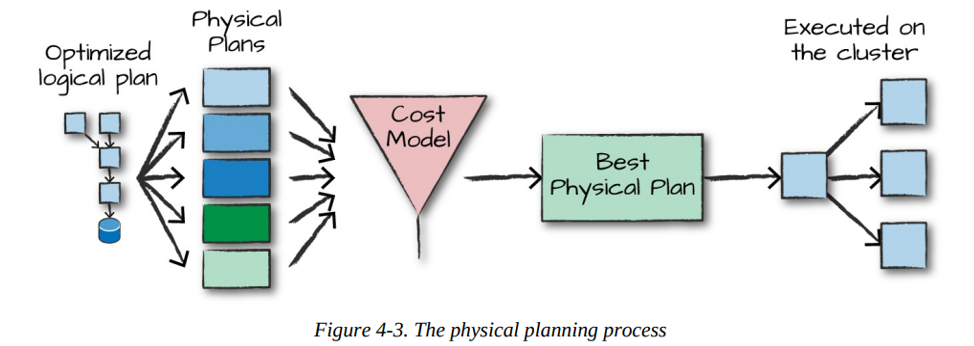 Optimized
logical plan
Physical
Plans
Cost
Model
Best
Physical Plan
Executed on
the cluster
Figure 4-3. The physical planning process